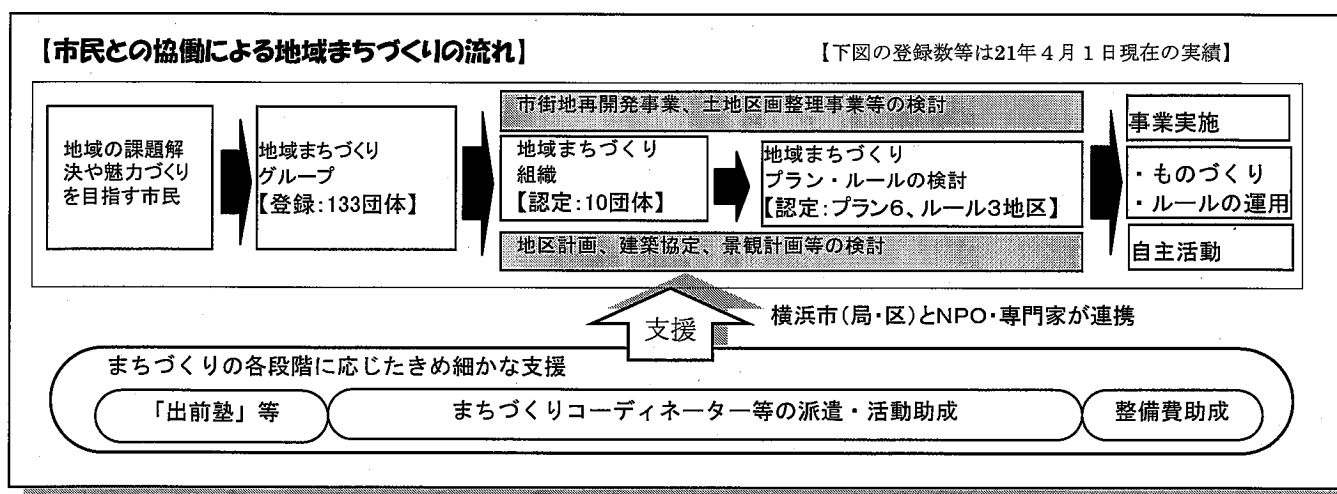 【市民との協働による地域まちづくりの流れ】
【下図の登録数等は21年4月1日現在の実績】
地域の課題解
決や魅力づくり
を目指す市民
地域まちづくり
グループ
【登録:133団体】
市街地再開発事業、土地区画整理事業等の検討
地域まちづくり
組織
【認定:10団体】
地域まちづくり
プラン・ルールの検討
【認定:プラン6、ルール3地区】
地区計画、建築協定、景観計画等の検討
事業実施
・ものづくり
・ルールの運用
自主活動
支援
横浜市(局・区)とNPO・専門家が連携
まちづくりの各段階に応じたきめ細かな支援
「出前塾」等
まちづくりコーディネーター等の派遣・活動助成
整備費助成